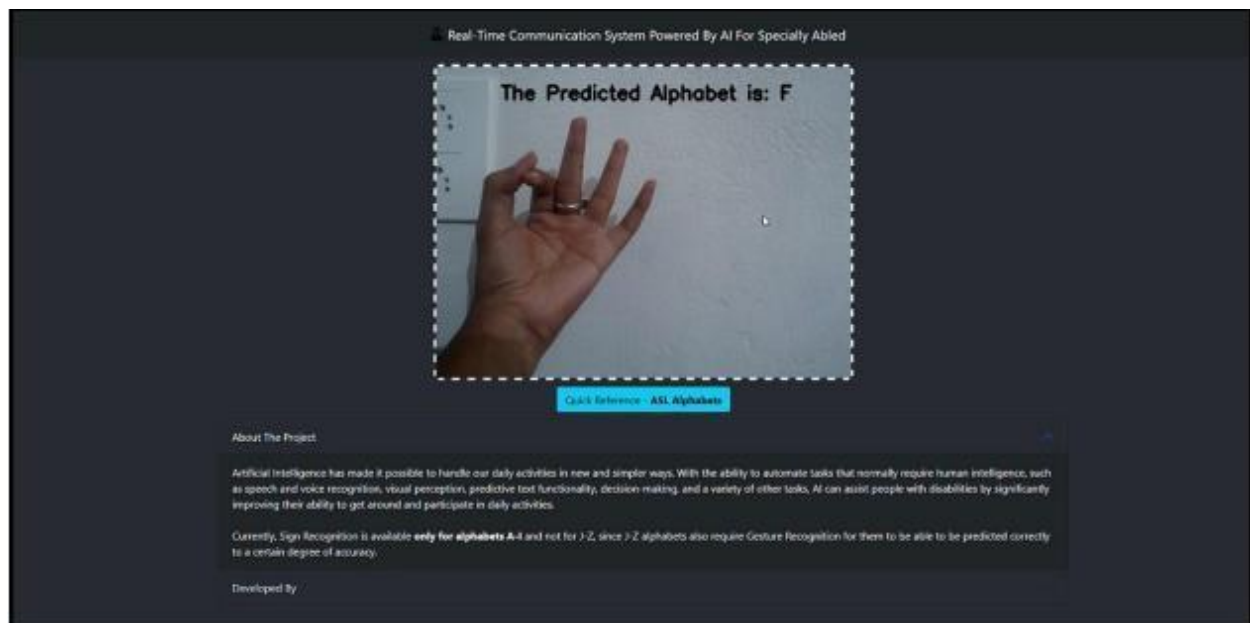 Real-Time Communication System Powered By AI For Specially Abled
The Predicted Alphabet is: F
Quick Reference - ASL Alphabets
About The Project
Artificial Intelligence has made it possible to handle our daily activities in new and simpler ways. With the ability to automate tasks that normally require human intelligence, such
as speech and voice recognition, visual perception, predictive text functionality, decision-making, and a variety of other tasks, AI can assist people with disabilities by significantly
improving their ability to get around and participate in daily activities.
Currently, Sign Recognition is available only for alphabets A-I and not for J-Z, since J-Z alphabets also require Gesture Recognition for them to be able to be predicted correctly
to a certain degree of accuracy.
Developed By